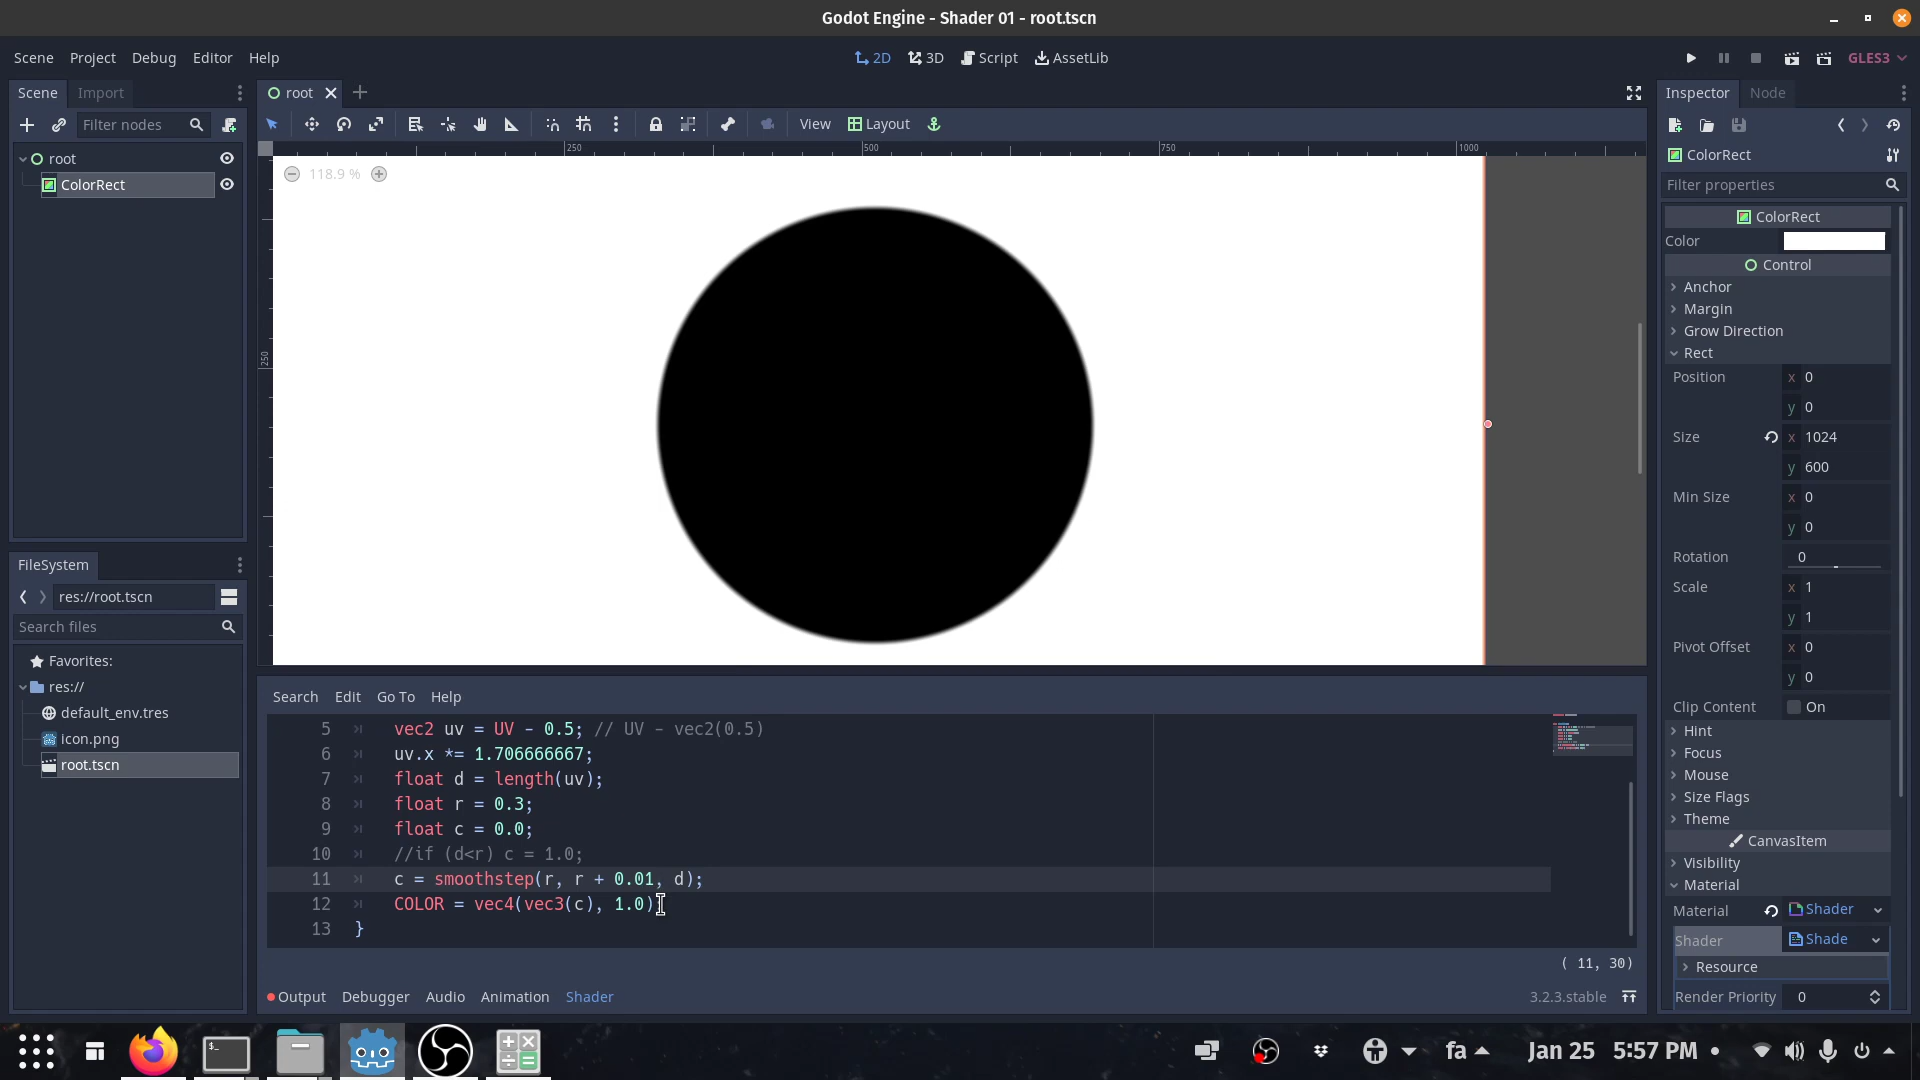 Godot Engine - Shader 01 - root.tscn
Scene Project Debug Editor Help
2D 3D Script AssetLib
GLES3
Scene Import
Filter nodes
root
ColorRect
FileSystem
res://root.tscn
Search files
Favorites:
res://
default_env.tres
icon.png
root.tscn
root
View Layout
250 500 750 1000
118.9 %
250
Search Edit Go To Help
5 vec2 uv = UV - 0.5; // UV - vec2(0.5)
6 uv.x *= 1.706666667;
7 float d = length(uv);
8 float r = 0.3;
9 float c = 0.0;
10 //if (d<r) c = 1.0;
11 c = smoothstep(r, r + 0.01, d);
12 COLOR = vec4(vec3(c), 1.0)
13 }
( 11, 30)
Output Debugger Audio Animation Shader
3.2.3.stable
Inspector Node
ColorRect
Filter properties
ColorRect
Color
Control
Anchor
Margin
Grow Direction
Rect
Position x 0
y 0
Size x 1024
y 600
Min Size x 0
y 0
Rotation 0
Scale x 1
y 1
Pivot Offset x 0
y 0
Clip Content On
Hint
Focus
Mouse
Size Flags
Theme
CanvasItem
Visibility
Material
Material Shader
Shader Shade
Resource
Render Priority 0
fa Jan 25 5:57 PM